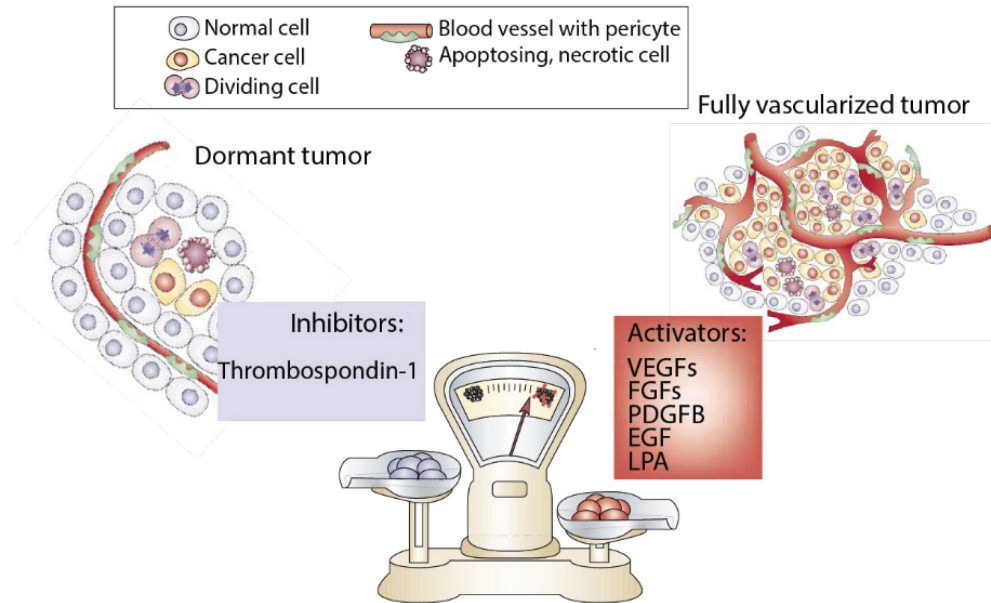 Normal cell
Cancer cell
Dividing cell
Blood vessel with pericyte
Apoptosing, necrotic cell
Dormant tumor
Fully vascularized tumor
Inhibitors:
Thrombospondin-1
Activators:
VEGFs
FGFs
PDGFB
EGF
LPA